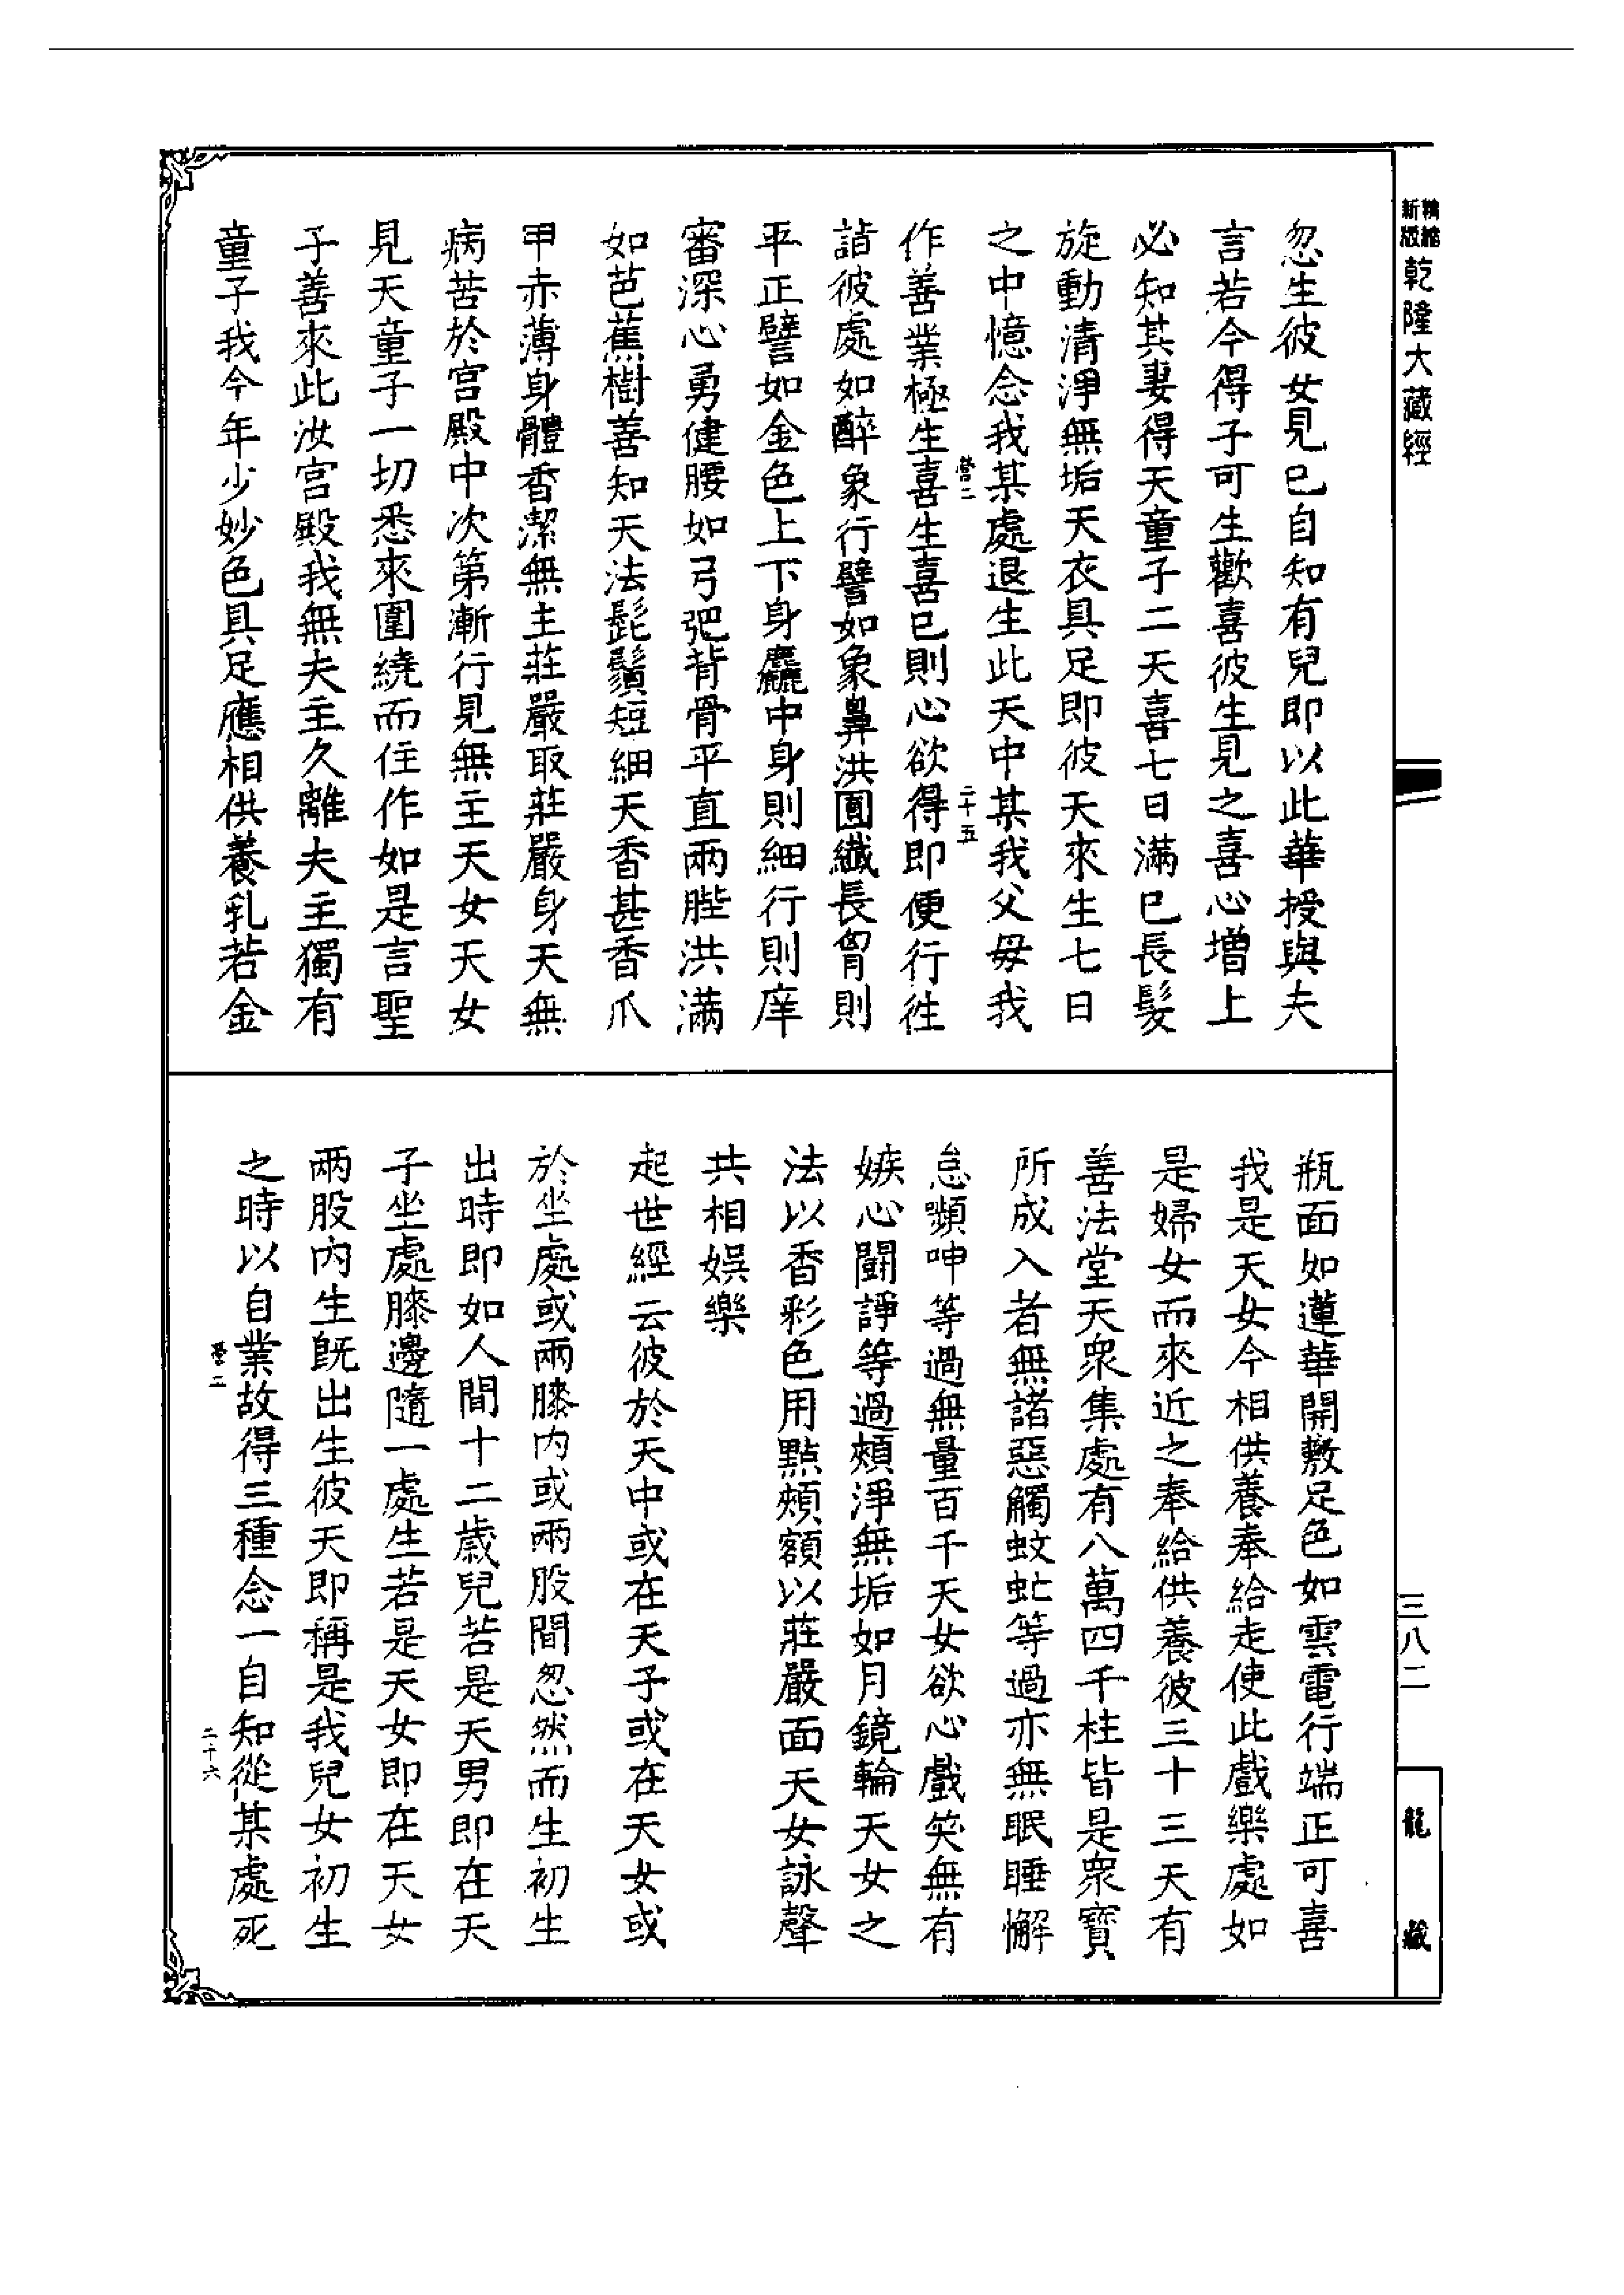 精縮
新版
乾隆大藏經
忽生彼女見已自知有兒即以此華授與夫
言若今得子可生歡喜彼生見之喜心增上
必知其妻得天童子二天喜七日滿已長髮
旋動清淨無垢天衣具足即彼天來生七日
之中憶念我某處退生此天中某我父母我
營二
二十五
作善業極生喜生喜已則心欲得即便行往
詣彼處如醉象行譬如象鼻洪圓纖長胷則
平正譬如金色上下身麤中身則細行則庠
審深心勇健腰如弓弝背骨平直兩䏶洪滿
如芭蕉樹善知天法髭鬚短細天香甚香爪
甲赤薄身體香潔無主莊嚴取莊嚴身天無
病苦於宮殿中次第漸行見無主天女天女
見天童子一切悉來圍繞而住作如是言聖
子善來此汝宮殿我無夫主久離夫主獨有
童子我今年少妙色具足應相供養乳若金
瓶面如蓮華開敷足色如雲電行端正可喜
我是天女今相供養奉給走使此戲樂處如
是婦女而來近之奉給供養彼三十三天有
善法堂天眾集處有八萬四千柱皆是眾寶
所成入者無諸惡觸蚊虻等過亦無眠睡懈
怠嚬呻等過無量百千天女欲心戲笑無有
嫉心鬪諍等過頰淨無垢如月鏡輪天女之
法以香彩色用點頰額以莊嚴面天女詠聲
共相娛樂
起世經云彼於天中或在天子或在天女或
於坐處或兩膝內或兩股間忽然而生初生
出時即如人間十二歲兒若是天男即在天
子坐處膝邊隨一處生若是天女即在天女
兩股內生既出生彼天即稱是我兒女初生
之時以自業故得三種念一自知從某處死
營二
二十六
三八二
龍藏